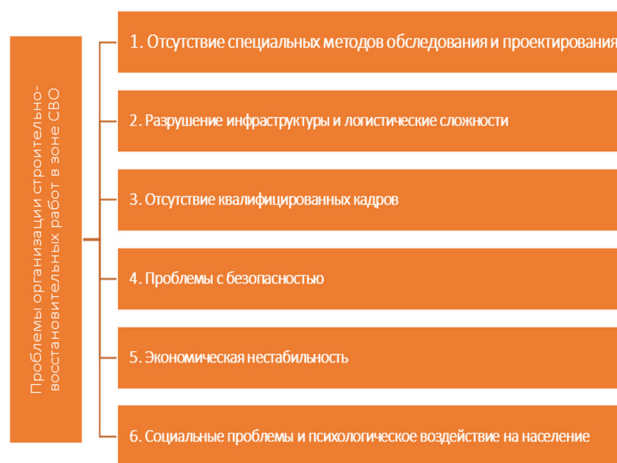 Проблемы организации строительно-
восстановительных работ в зоне СВО
1. Отсутствие специальных методов обследования и проектирования
2. Разрушение инфраструктуры и логистические сложности
3. Отсутствие квалифицированных кадров
4. Проблемы с безопасностью
5. Экономическая нестабильность
6. Социальные проблемы и психологическое воздействие на население